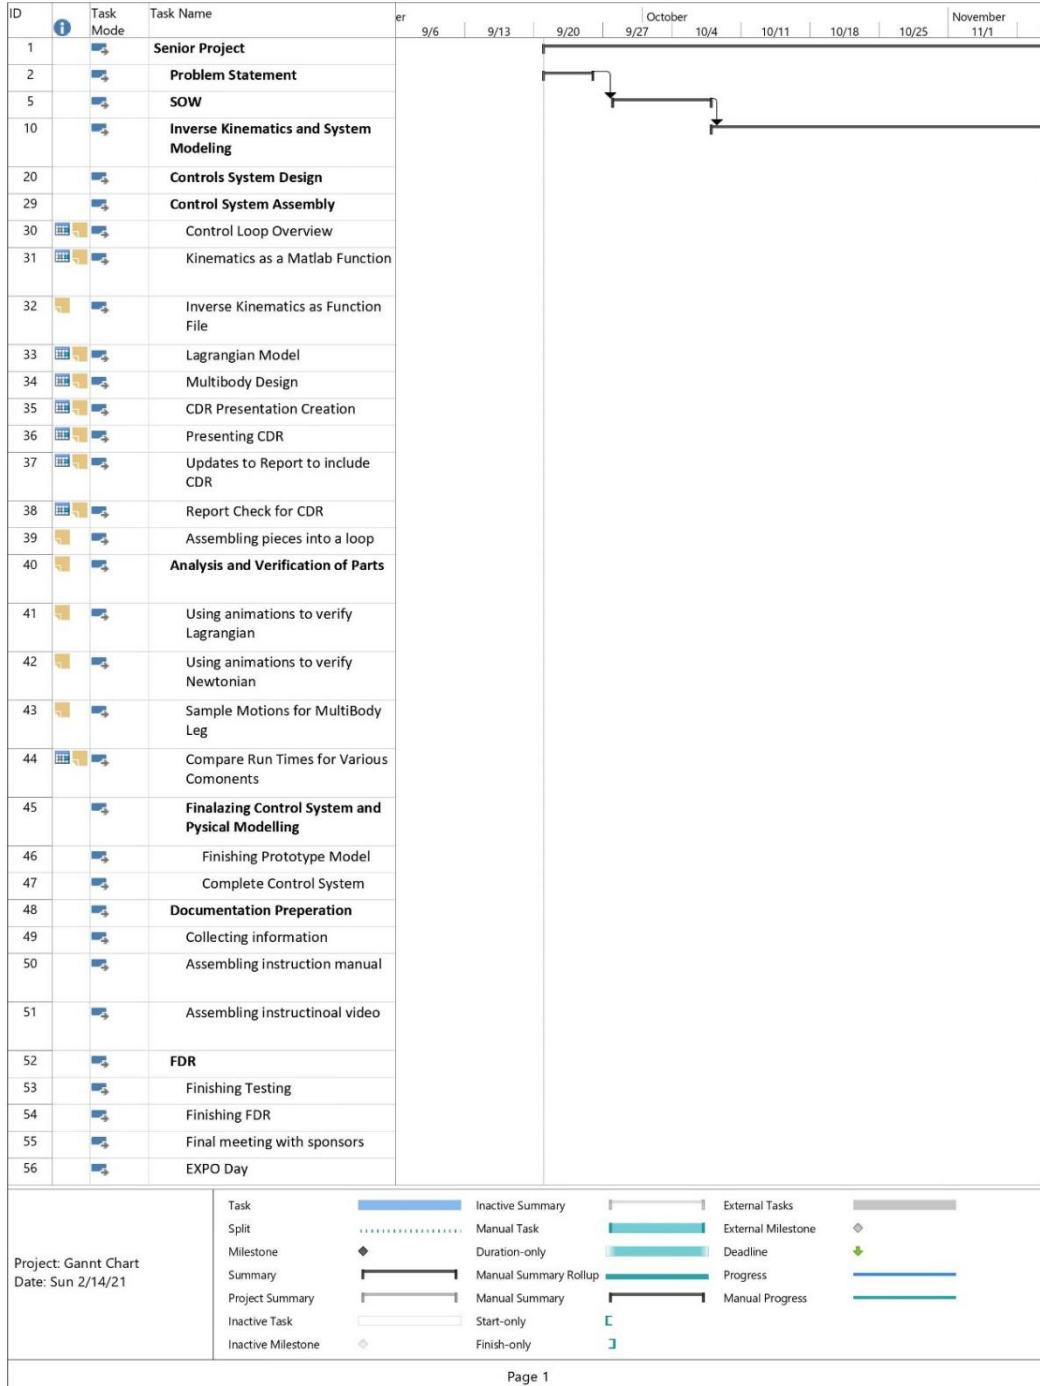 ID Task Mode Task Name er October November
9/6 9/13 9/20 9/27 10/4 10/11 10/18 10/25 11/1
1 Senior Project
2 Problem Statement
5 SOW
10 Inverse Kinematics and System
Modeling
20 Controls System Design
29 Control System Assembly
30 Control Loop Overview
31 Kinematics as a Matlab Function
32 Inverse Kinematics as Function
File
33 Lagrangian Model
34 Multibody Design
35 CDR Presentation Creation
36 Presenting CDR
37 Updates to Report to include
CDR
38 Report Check for CDR
39 Assembling pieces into a loop
40 Analysis and Verification of Parts
41 Using animations to verify
Lagrangian
42 Using animations to verify
Newtonian
43 Sample Motions for MultiBody
Leg
44 Compare Run Times for Various
Comonents
45 Finalazing Control System and
Pysical Modelling
46 Finishing Prototype Model
47 Complete Control System
48 Documentation Preperation
49 Collecting information
50 Assembling instruction manual
51 Assembling instructinoal video
52 FDR
53 Finishing Testing
54 Finishing FDR
55 Final meeting with sponsors
56 EXPO Day
Project: Gannt Chart
Date: Sun 2/14/21
Task Inactive Summary External Tasks
Split Manual Task External Milestone
Milestone Duration-only Deadline
Summary Manual Summary Rollup Progress
Project Summary Manual Summary Manual Progress
Inactive Task Start-only
Inactive Milestone Finish-only
Page 1